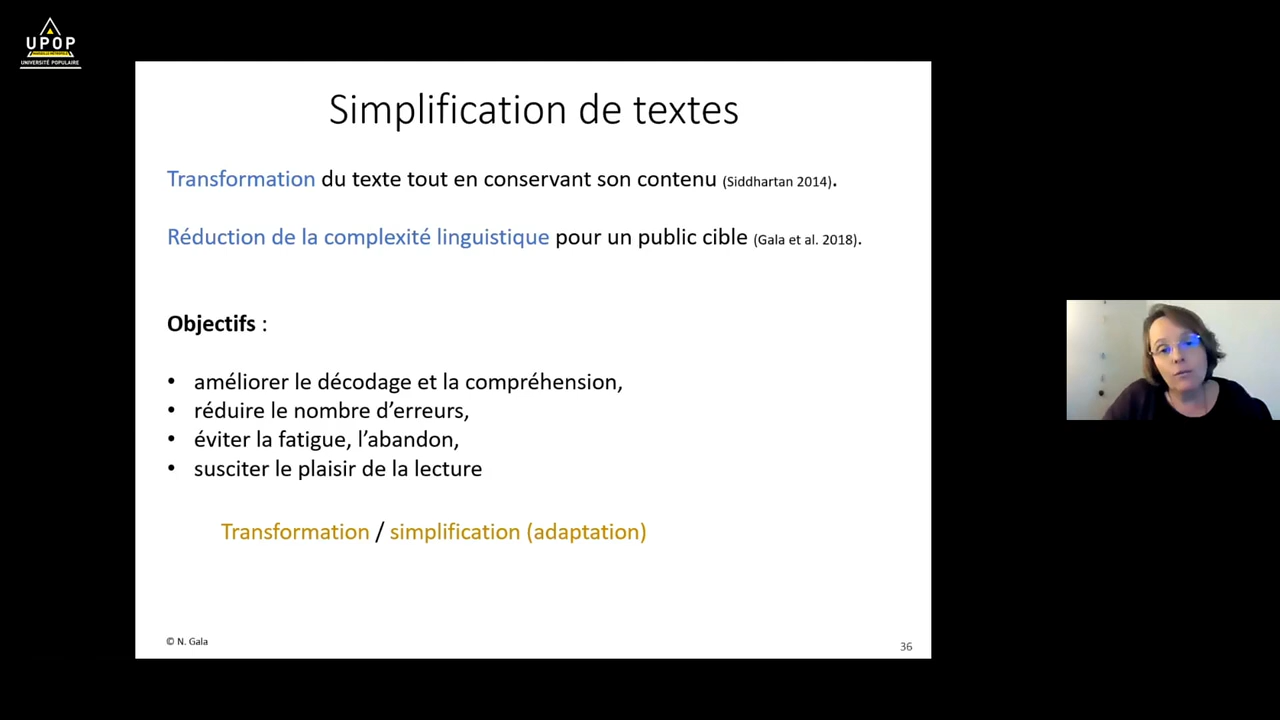 UPOP
UNIVERSITÉ POPULAIRE
Simplification de textes
Transformation du texte tout en conservant son contenu (Siddhartan 2014).
Réduction de la complexité linguistique pour un public cible (Gala et al. 2018).
Objectifs :
• améliorer le décodage et la compréhension,
• réduire le nombre d’erreurs,
• éviter la fatigue, l’abandon,
• susciter le plaisir de la lecture
Transformation / simplification (adaptation)
© N. Gala
36